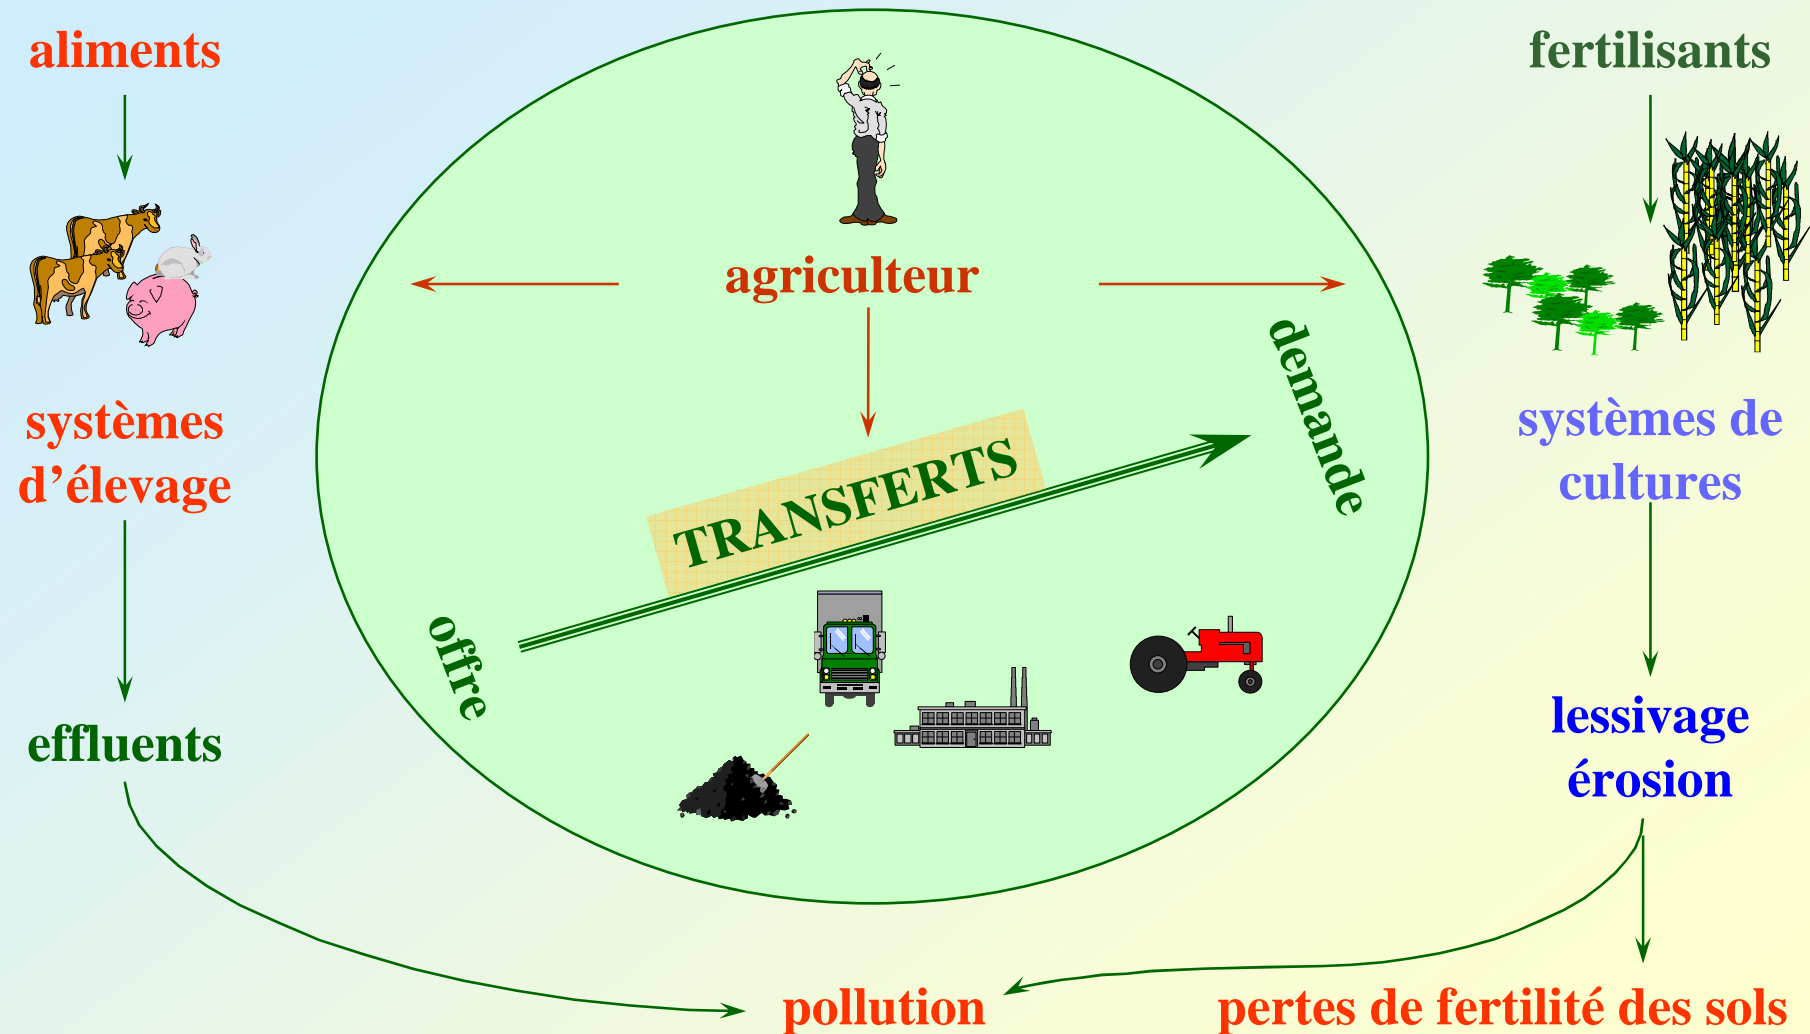 aliments
fertilisants
agriculteur
demande
systèmes
d’élevage
systèmes de
cultures
TRANSFERTS
offre
effluents
lessivage
érosion
pollution
pertes de fertilité des sols